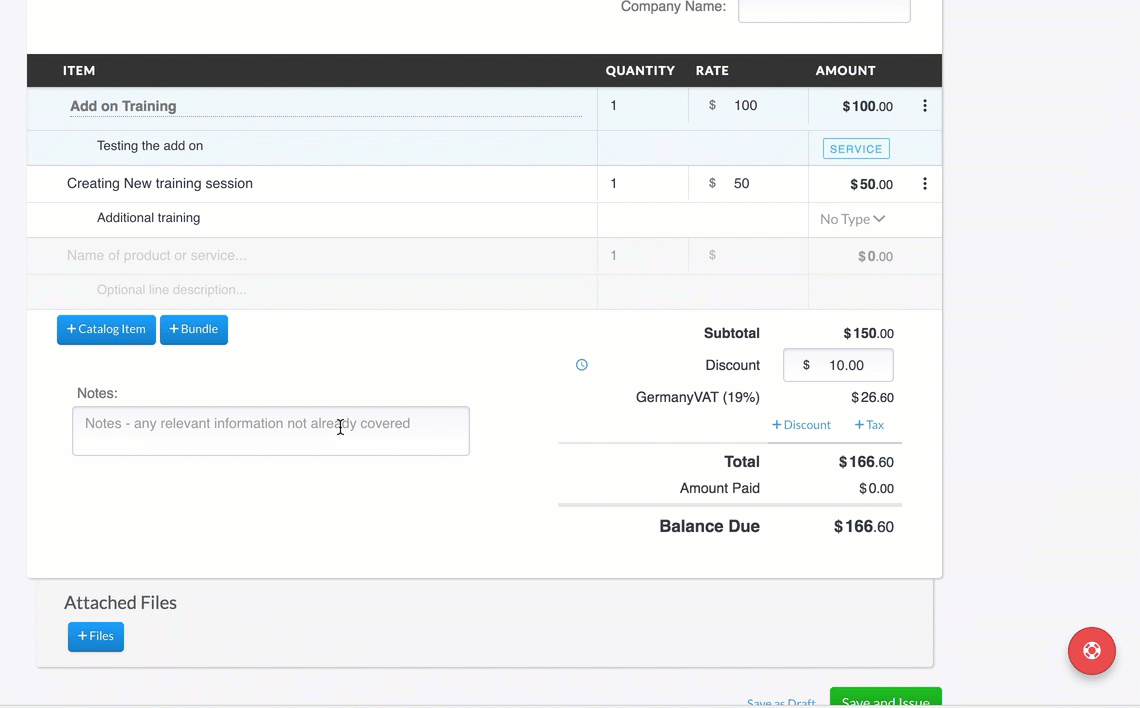 Company Name:
ITEM QUANTITY RATE AMOUNT
Add on Training 1 $ 100 $100.00
Testing the add on SERVICE
Creating New training session 1 $ 50 $50.00
Additional training No Type
Name of product or service... 1 $ $0.00
Optional line description...
+ Catalog Item + Bundle
Subtotal $150.00
Discount $ 10.00
Notes:
GermanyVAT (19%) $26.60
Notes - any relevant information not already covered
+ Discount + Tax
Total $166.60
Amount Paid $0.00
Balance Due $166.60
Attached Files
+ Files
Save as Draft Save and Issue